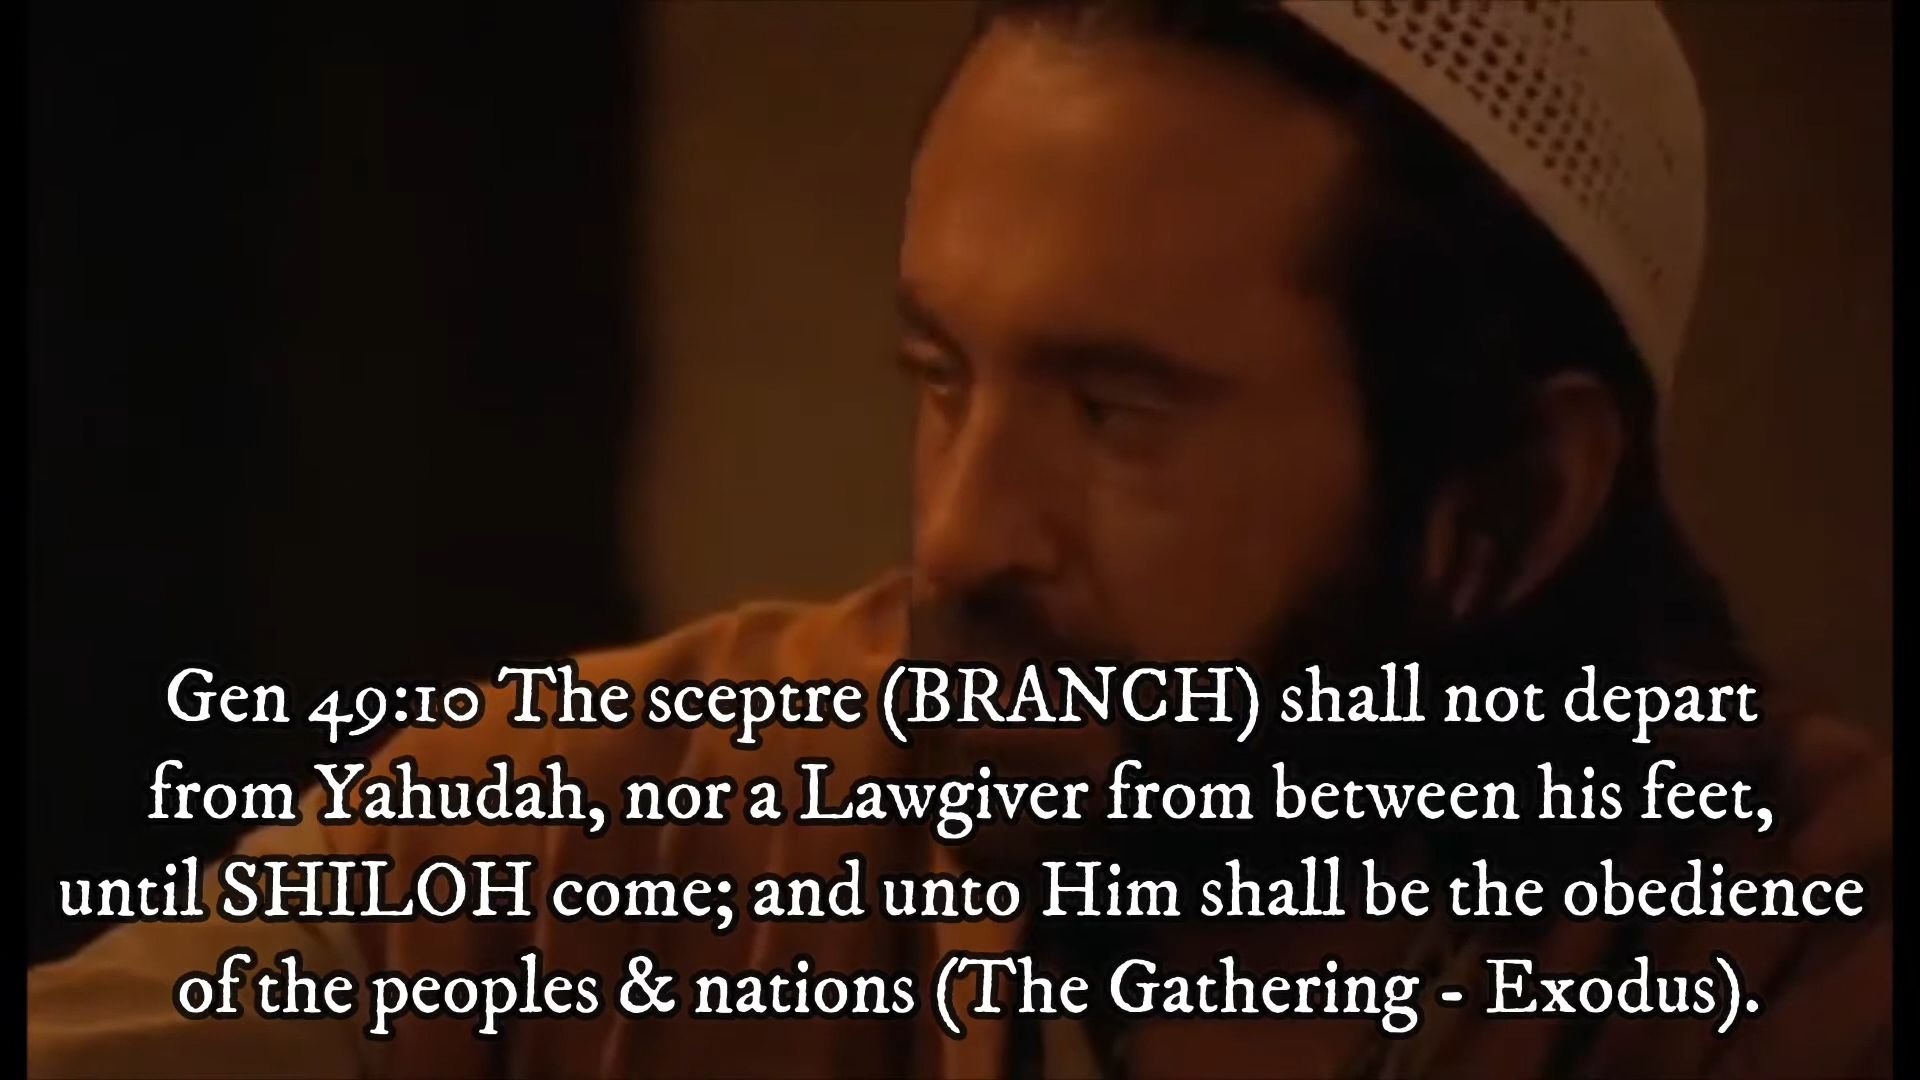 Gen 49:10 The sceptre (BRANCH) shall not depart
from Yahudah, nor a Lawgiver from between his feet,
until SHILOH come; and unto Him shall be the obedience
of the peoples & nations (The Gathering - Exodus).